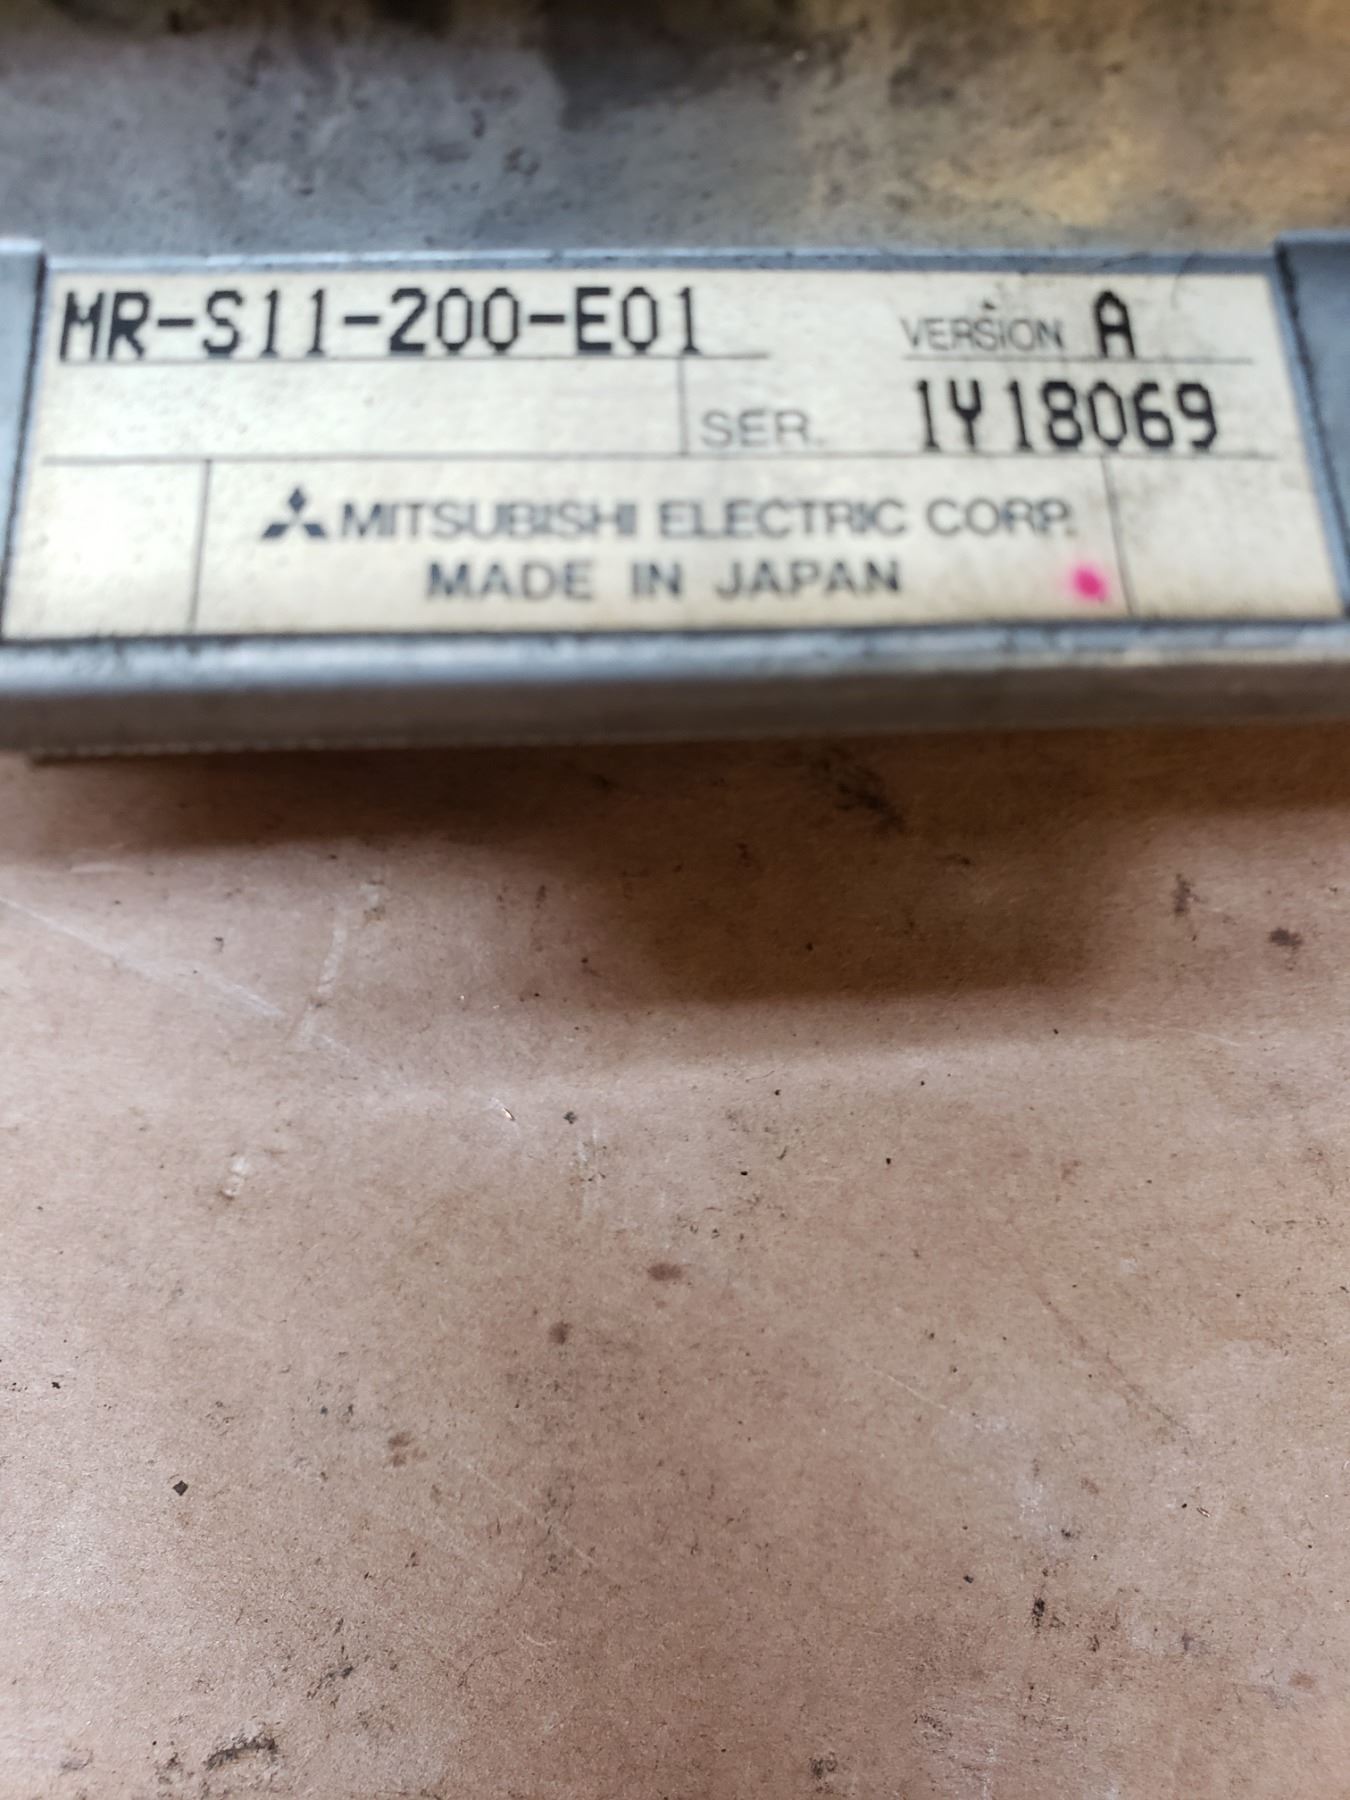 MR-S11-200-E01 VERSION A
SER. 1Y18069
MITSUBISHI ELECTRIC CORP.
MADE IN JAPAN